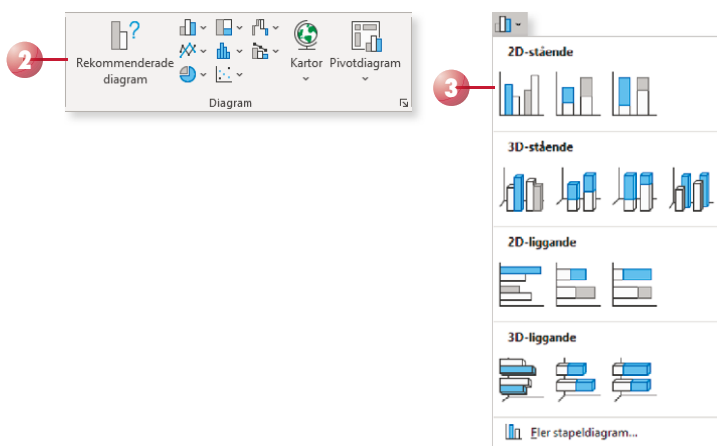 2
Rekommenderade
diagram
Kartor
Pivotdiagram
Diagram
3
2D-stående
3D-stående
2D-liggande
3D-liggande
Fler stapeldiagram...